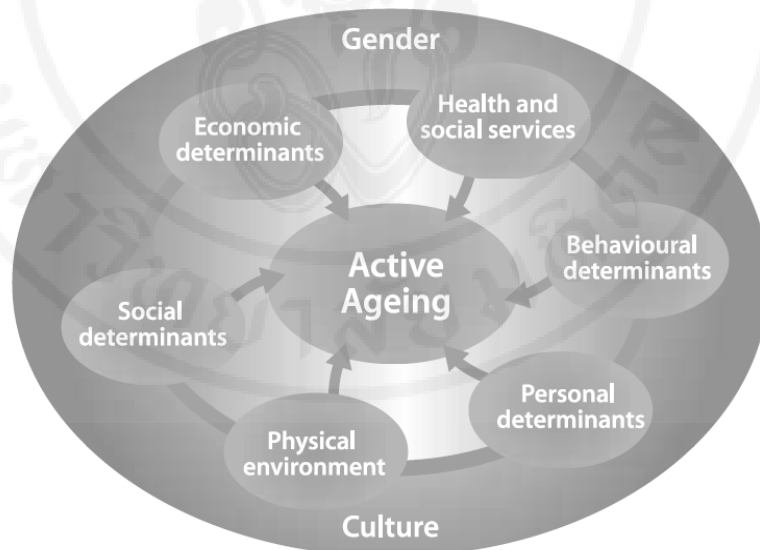 Gender
Economic
determinants
Health and
social services
Active
Ageing
Behavioural
determinants
Social
determinants
Personal
determinants
Physical
environment
Culture